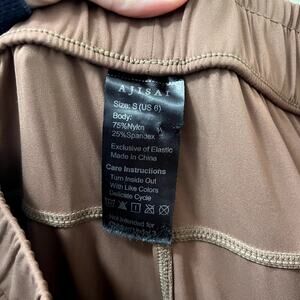 AJISAI
Size: S (US 6)
Body:
75%Nylon
25%Spandex
Exclusive of Elastic
Made In China
Care Instructions
Turn Inside Out
With Like Colors
Delicate Cycle
Not Intended for